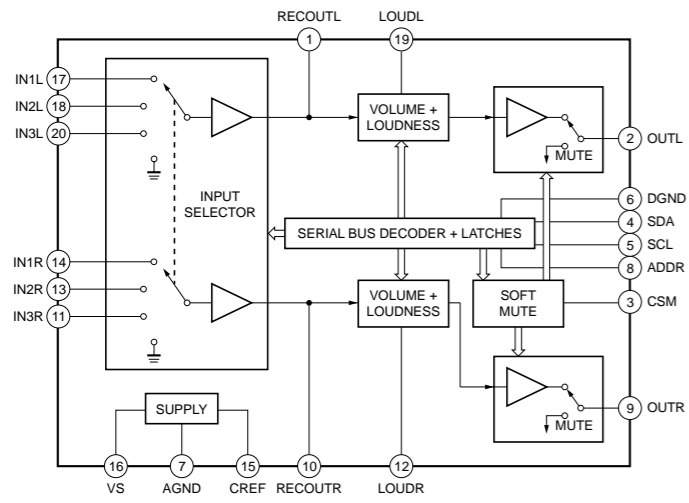 RECOUTL LOUDL
1 19
IN1L 17
IN2L 18
IN3L 20
VOLUME +
LOUDNESS
MUTE
2 OUTL
INPUT
SELECTOR
SERIAL BUS DECODER + LATCHES
6 DGND
4 SDA
5 SCL
8 ADDR
IN1R 14
IN2R 13
IN3R 11
VOLUME +
LOUDNESS
SOFT
MUTE
3 CSM
SUPPLY
MUTE
9 OUTR
16 7 15 10 12
VS AGND CREF RECOUTR LOUDR